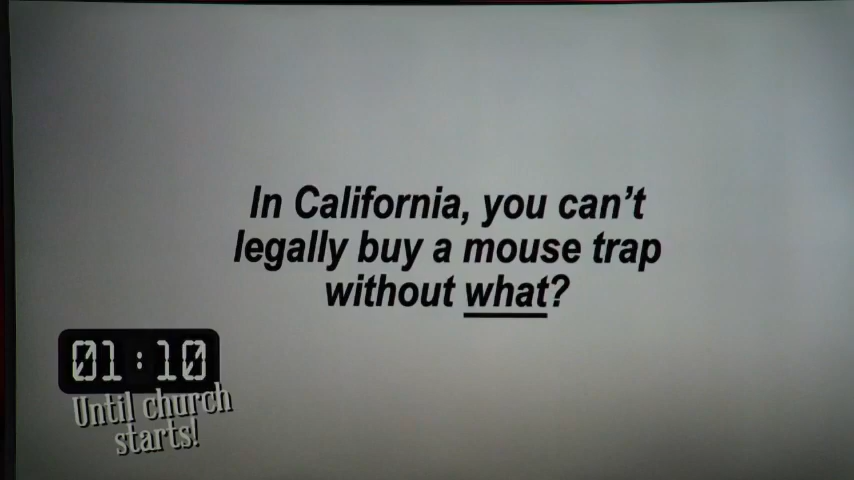 In California, you can't
legally buy a mouse trap
without what?
01:10
Until church
starts!